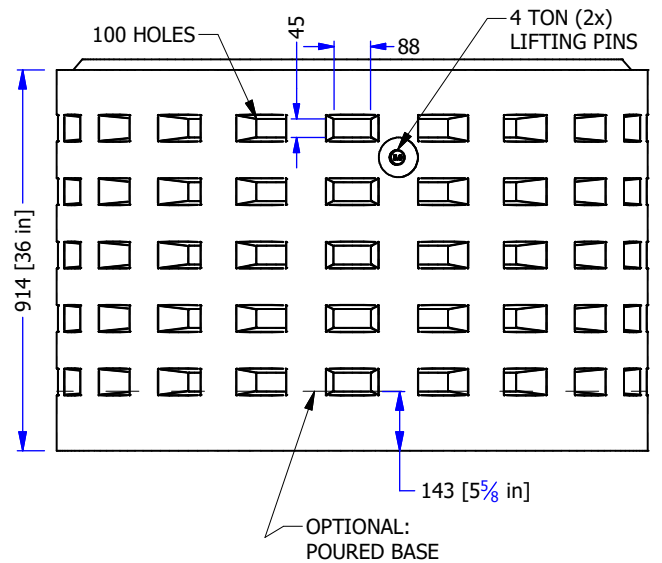 100 HOLES
45
88
4 TON (2x)
LIFTING PINS
914 [36 in]
143 [5⅝ in]
OPTIONAL:
POURED BASE